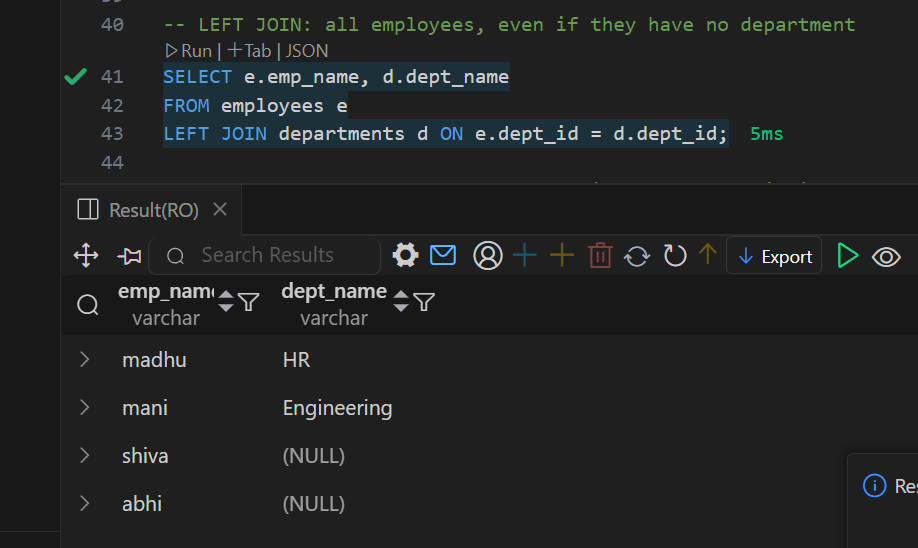 40 -- LEFT JOIN: all employees, even if they have no department
Run | Tab | JSON
41 SELECT e.emp_name, d.dept_name
42 FROM employees e
43 LEFT JOIN departments d ON e.dept_id = d.dept_id; 5ms
44
Result(RO)
Search Results
Export
emp_name dept_name
varchar varchar
madhu HR
mani Engineering
shiva (NULL)
abhi (NULL)